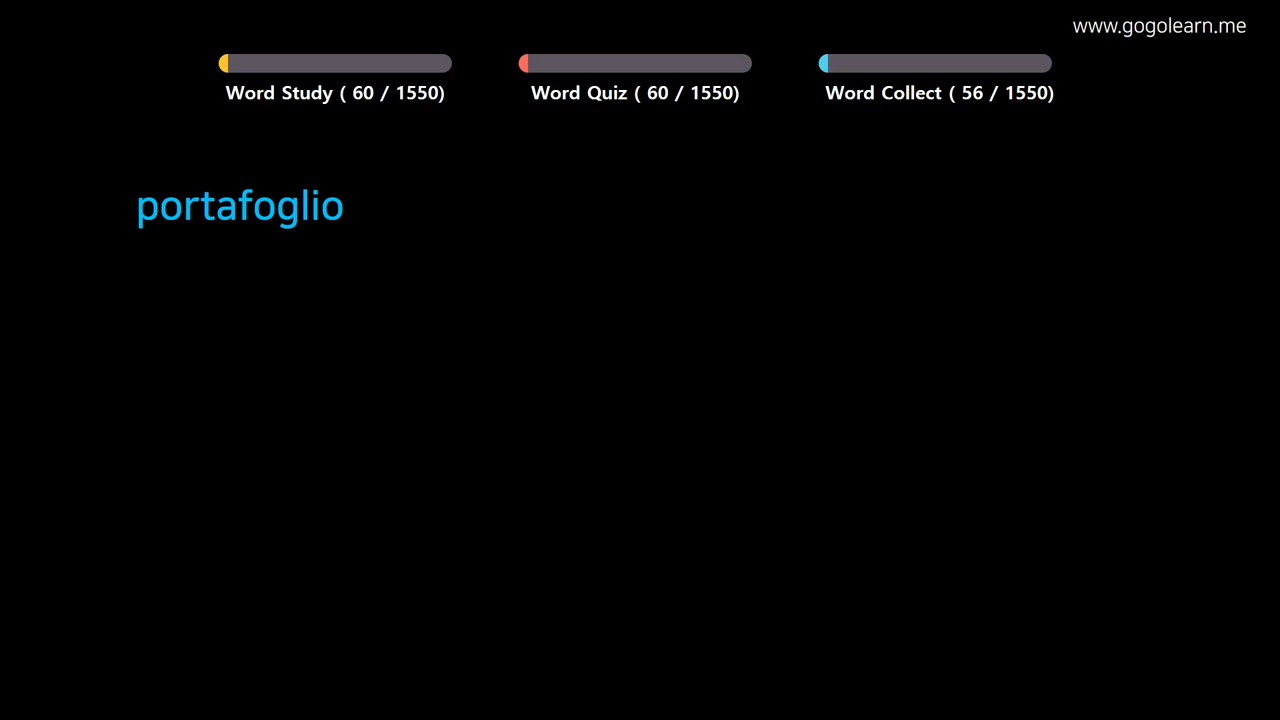 www.gogolearn.me
Word Study ( 60 / 1550)
Word Quiz ( 60 / 1550)
Word Collect ( 56 / 1550)
portafoglio